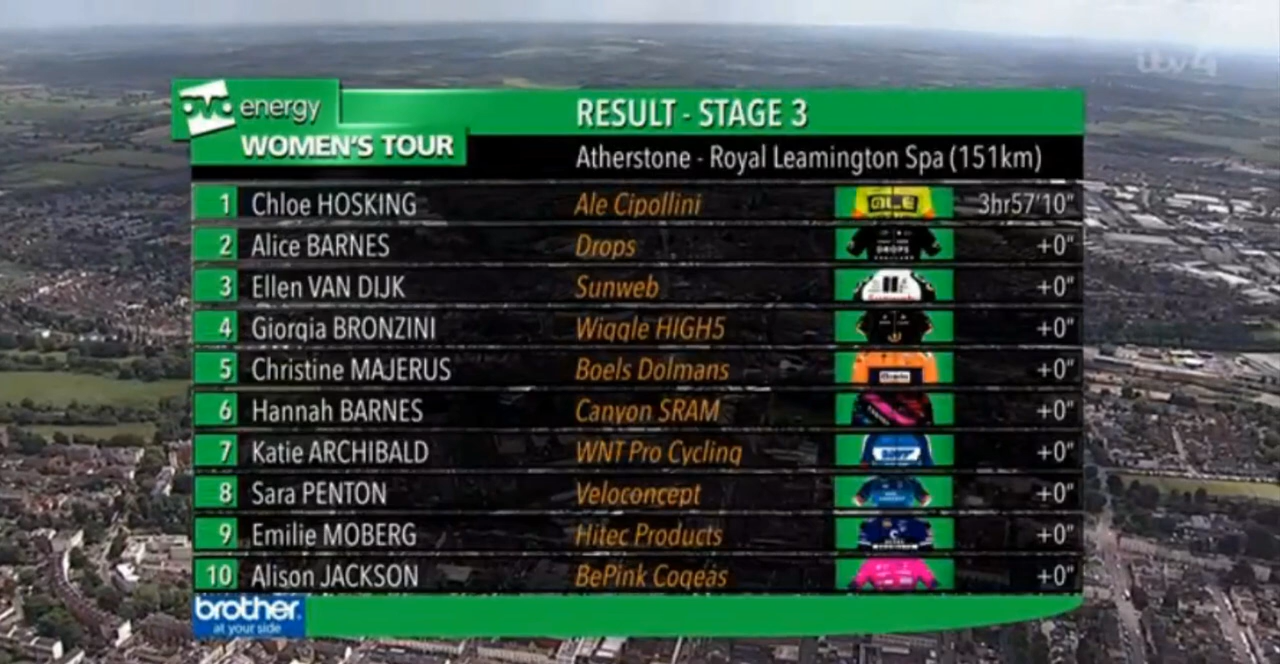 itv4
ovo energy
WOMEN'S TOUR
RESULT - STAGE 3
Atherstone - Royal Leamington Spa (151km)
1 Chloe HOSKING Ale Cipollini ALE 3hr57'10"
2 Alice BARNES Drops DROPS +0"
3 Ellen VAN DIJK Sunweb +0"
4 Giorgia BRONZINI Wiggle HIGH5 +0"
5 Christine MAJERUS Boels Dolmans +0"
6 Hannah BARNES Canyon SRAM +0"
7 Katie ARCHIBALD WNT Pro Cycling +0"
8 Sara PENTON Veloconcept +0"
9 Emilie MOBERG Hitec Products +0"
10 Alison JACKSON BePink Cogeas +0"
brother
at your side